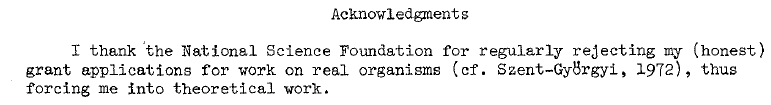 Acknowledgments
I thank the National Science Foundation for regularly rejecting my (honest)
grant applications for work on real organisms (cf. Szent-Györgyi, 1972), thus
forcing me into theoretical work.